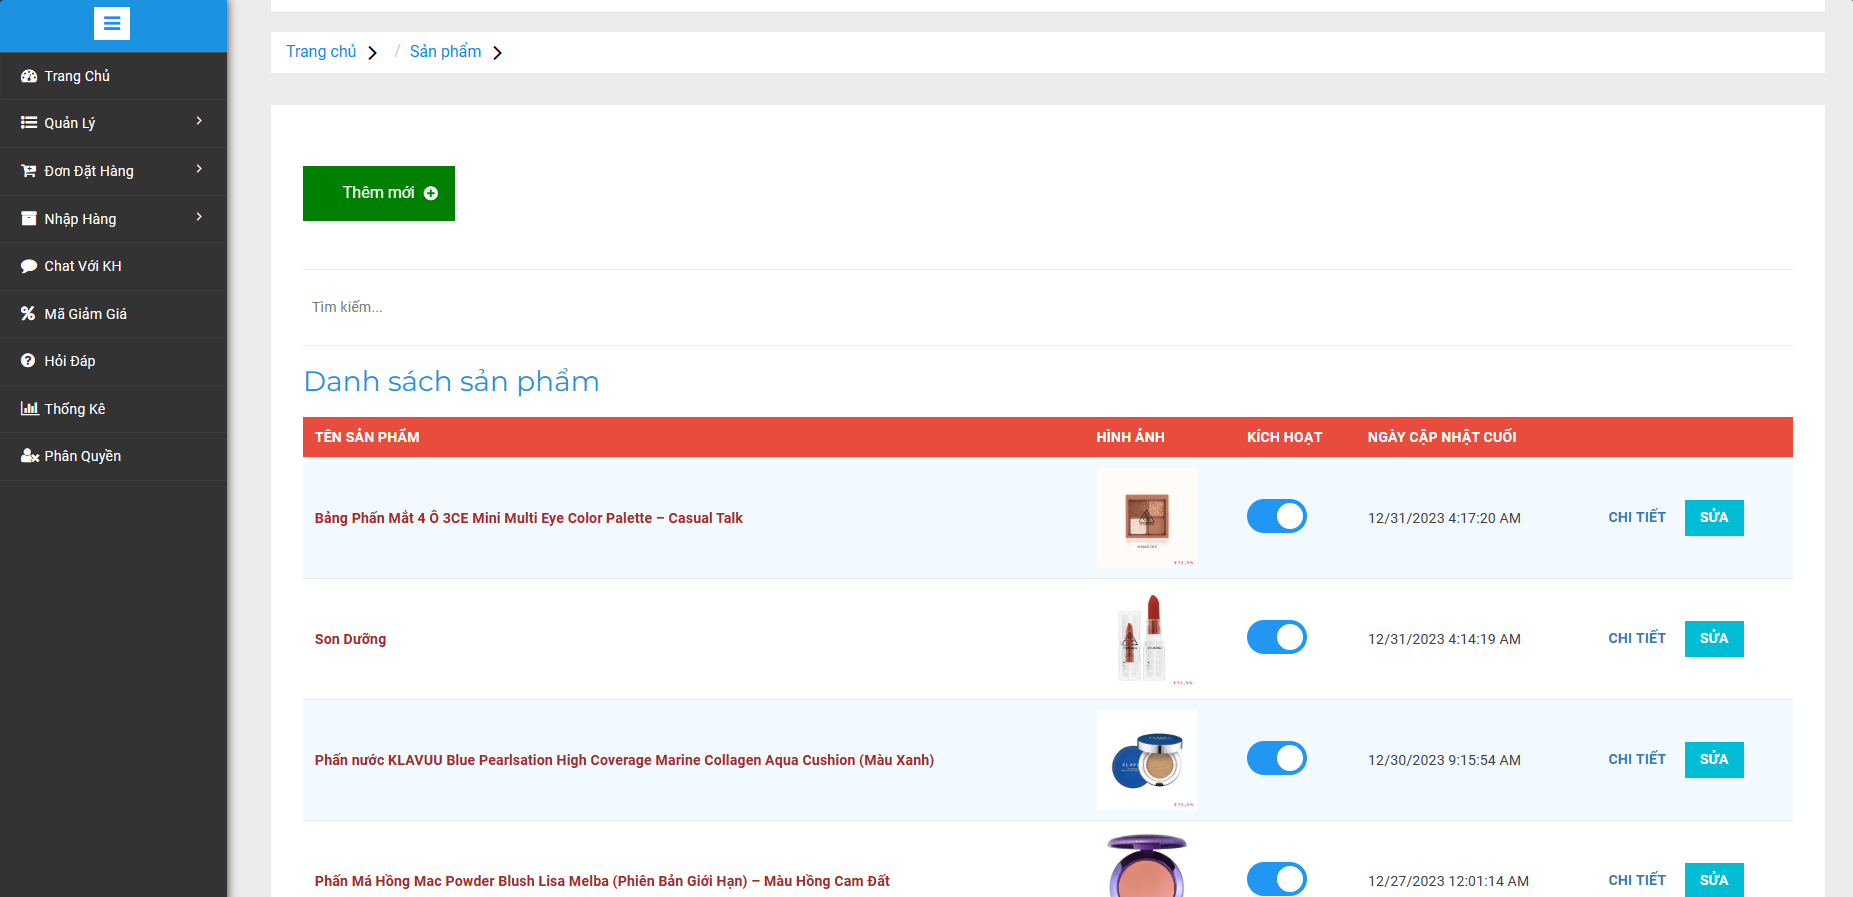 Trang chủ / Sản phẩm
Trang Chủ
Quản Lý
Đơn Đặt Hàng
Nhập Hàng
Chat Với KH
Mã Giảm Giá
Hỏi Đáp
Thống Kê
Phân Quyền
Thêm mới
Tìm kiếm...
Danh sách sản phẩm
TÊN SẢN PHẨM HÌNH ẢNH KÍCH HOẠT NGÀY CẬP NHẬT CUỐI
Bảng Phấn Mắt 4 Ô 3CE Mini Multi Eye Color Palette – Casual Talk 12/31/2023 4:17:20 AM CHI TIẾT SỬA
Son Dưỡng 12/31/2023 4:14:19 AM CHI TIẾT SỬA
Phấn nước KLAVUU Blue Pearlsation High Coverage Marine Collagen Aqua Cushion (Màu Xanh) 12/30/2023 9:15:54 AM CHI TIẾT SỬA
Phấn Má Hồng Mac Powder Blush Lisa Melba (Phiên Bản Giới Hạn) – Màu Hồng Cam Đất 12/27/2023 12:01:14 AM CHI TIẾT SỬA